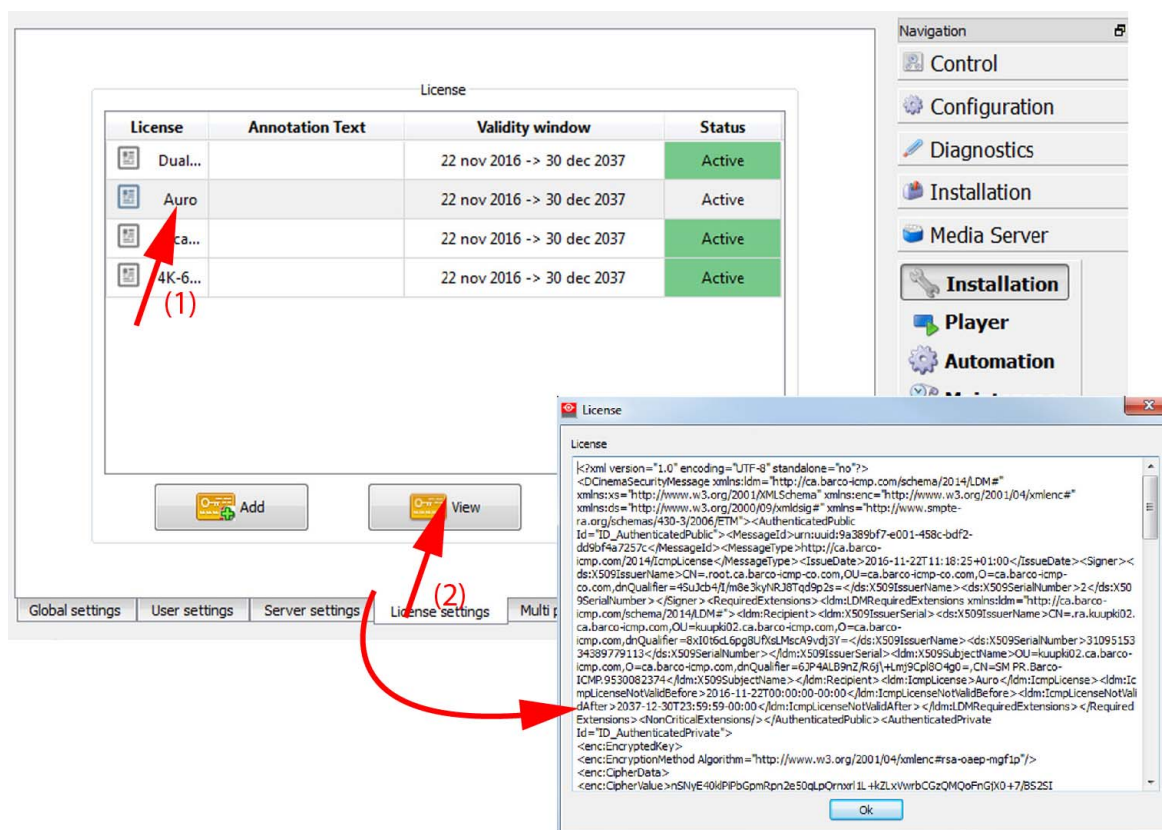 Navigation
Control
Configuration
Diagnostics
Installation
Media Server
Installation
Player
Automation
License
License Annotation Text Validity window Status
Dual... 22 nov 2016 -> 30 dec 2037 Active
Auro 22 nov 2016 -> 30 dec 2037 Active
22 nov 2016 -> 30 dec 2037 Active
4K-6... 22 nov 2016 -> 30 dec 2037 Active
(1)
Add View
(2)
Global settings User settings Server settings License settings Multi
License
License
<?xml version="1.0" encoding="UTF-8" standalone="no"?>
<DCinemaSecurityMessage xmlns:ldm="http://ca.barco-icmp.com/schema/2014/LDM#"
xmlns:xs="http://www.w3.org/2001/XMLSchema" xmlns:enc="http://www.w3.org/2001/04/xmlenc#"
xmlns:ds="http://www.w3.org/2000/09/xmldsig#" xmlns="http://www.smpte-
ra.org/schemas/430-3/2006/ETM"><AuthenticatedPublic
Id="ID_AuthenticatedPublic"><MessageId>urn:uuid:9a389bf7-e001-458c-bdf2-
dd9bf4a7257c</MessageId><MessageType>http://ca.barco-
icmp.com/2014/IcmpLicense</MessageType><IssueDate>2016-11-22T11:18:25+01:00</IssueDate><Signer><
ds:X509IssuerName>CN=.root.ca.barco-icmp-co.com,OU=ca.barco-icmp-co.com,O=ca.barco-icmp-
co.com,dnQualifier=4SuJcb4/I/m8e3kyNRJ8Tqd9p2s=</ds:X509IssuerName><ds:X509SerialNumber>2</ds:X50
9SerialNumber></Signer><RequiredExtensions><ldm:LDMRequiredExtensions xmlns:ldm="http://ca.barco-
icmp.com/schema/2014/LDM#"><ldm:Recipient><ldm:X509IssuerSerial><ds:X509IssuerName>CN=.ra.kuupki02.
ca.barco-icmp.com,OU=kuupki02.ca.barco-icmp.com,O=ca.barco-
icmp.com,dnQualifier=8xI0t6cL6pg8UfXsLMscA9vdj3Y=</ds:X509IssuerName><ds:X509SerialNumber>31095153
34389779113</ds:X509SerialNumber></ldm:X509IssuerSerial><ldm:X509SubjectName>OU=kuupki02.ca.barco-
icmp.com,O=ca.barco-icmp.com,dnQualifier=6JP4ALB9nZ/R6j\+Lmj9Cpl8O4g0=,CN=SM PR.Barco-
ICMP.9530082374</ldm:X509SubjectName></ldm:Recipient><ldm:IcmpLicense>Auro</ldm:IcmpLicense><ldm:Ic
mpLicenseNotValidBefore>2016-11-22T00:00:00-00:00</ldm:IcmpLicenseNotValidBefore><ldm:IcmpLicenseNotVali
dAfter>2037-12-30T23:59:59-00:00</ldm:IcmpLicenseNotValidAfter></ldm:LDMRequiredExtensions></Required
Extensions><NonCriticalExtensions/></AuthenticatedPublic><AuthenticatedPrivate
Id="ID_AuthenticatedPrivate">
<enc:EncryptedKey>
<enc:EncryptionMethod Algorithm="http://www.w3.org/2001/04/xmlenc#rsa-oaep-mgf1p"/>
<enc:CipherData>
Ok